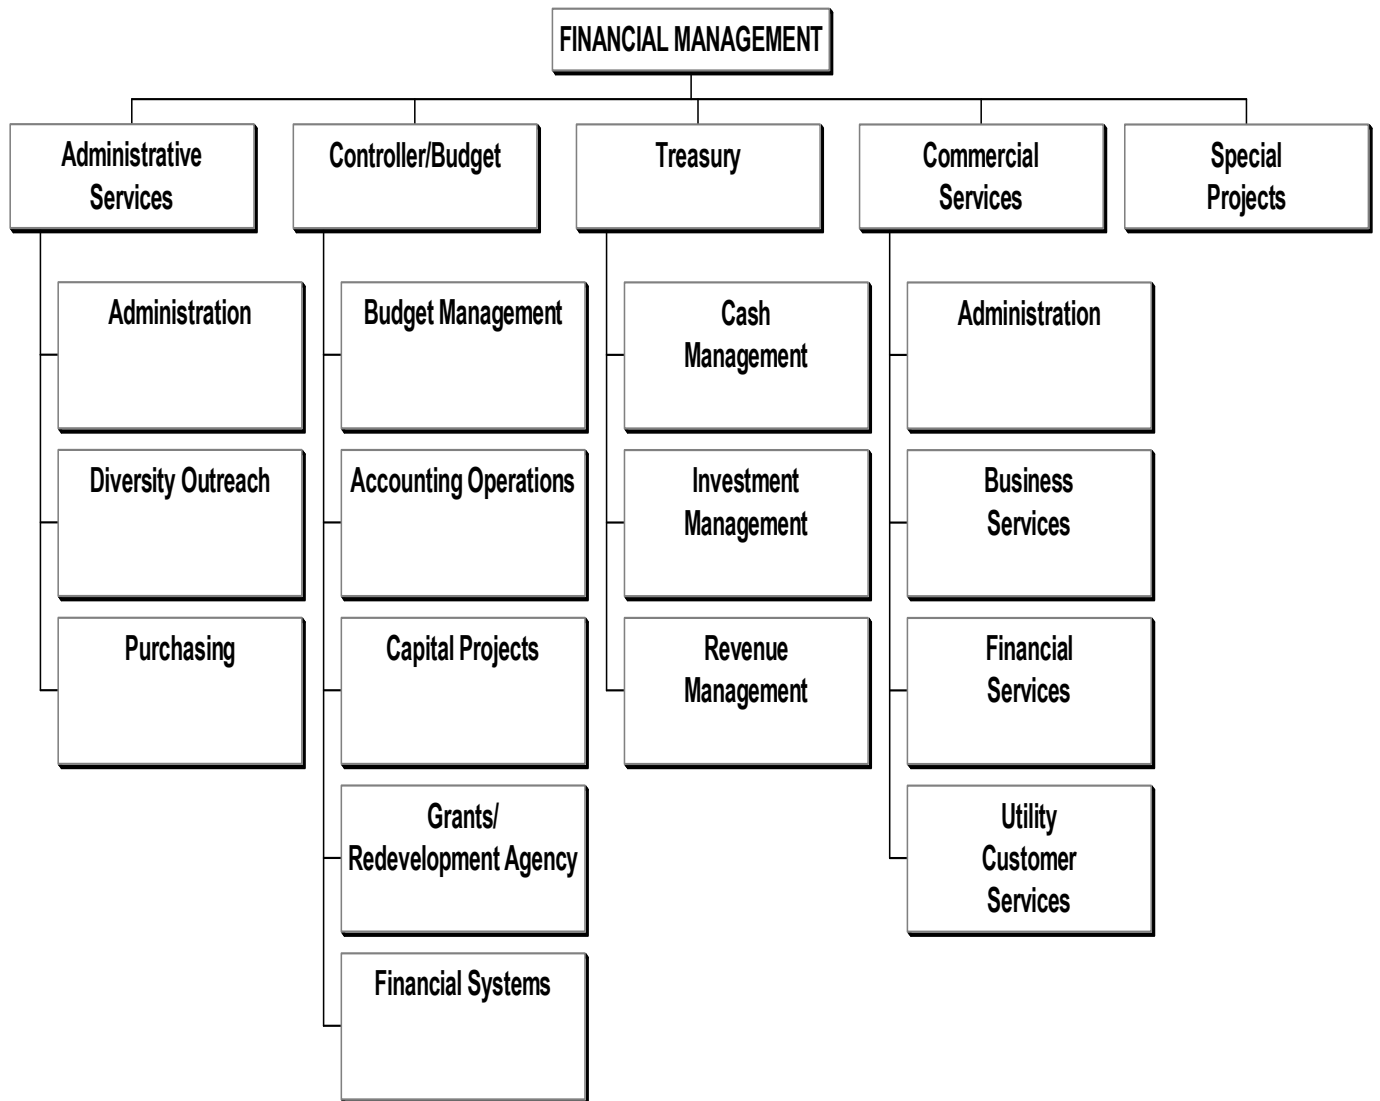 FINANCIAL MANAGEMENT
Administrative
Services
Controller/Budget
Treasury
Commercial
Services
Special
Projects
Administration
Diversity Outreach
Purchasing
Budget Management
Accounting Operations
Capital Projects
Grants/
Redevelopment Agency
Financial Systems
Cash
Management
Investment
Management
Revenue
Management
Administration
Business
Services
Financial
Services
Utility
Customer
Services